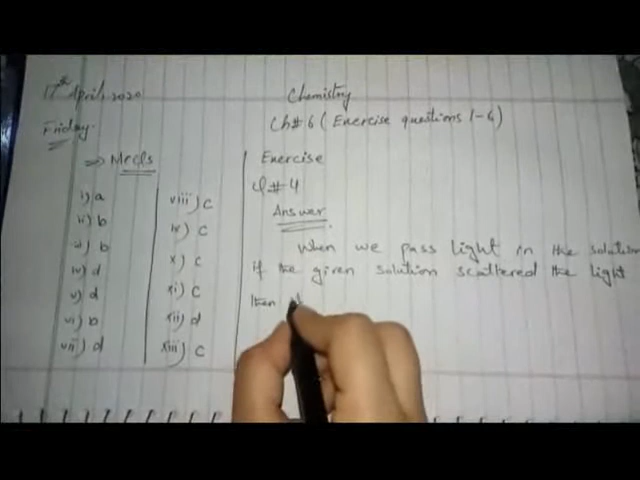 17th April, 2020
Chemistry
Friday.
Ch# 6 ( Exercise questions 1-6)
=> Mcqs
i) a
ii) b
iii) b
iv) d
v) d
vi) b
vii) d
viii) c
ix) c
x) c
xi) c
xii) d
xiii) c
Exercise
Q#4
Answer
When we pass light in the solution
if the given solution scattered the light
then